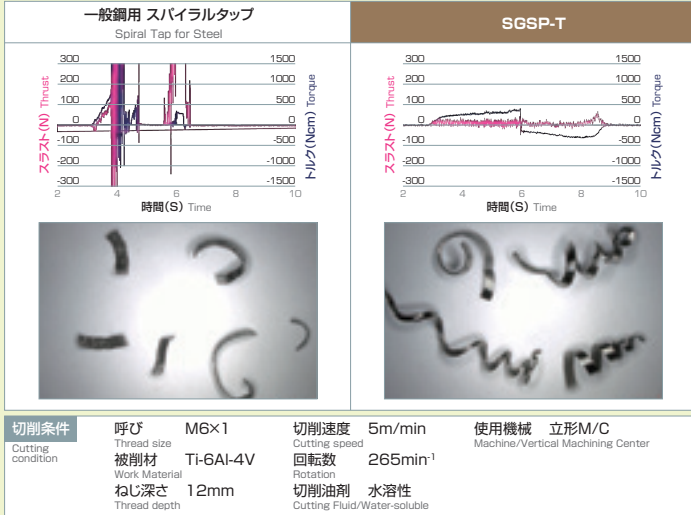 一般鋼用 スパイラルタップ
Spiral Tap for Steel
SGSP-T
スラスト(N) Thrust
300
200
100
0
-100
-200
-300
1500
1000
500
0
-500
-1000
-1500
トルク(Ncm) Torque
2 4 6 8 10
時間(S) Time
スラスト(N) Thrust
300
200
100
0
-100
-200
-300
1500
1000
500
0
-500
-1000
-1500
トルク(Ncm) Torque
2 4 6 8 10
時間(S) Time
切削条件
Cutting
condition
呼び M6×1
Thread size
被削材 Ti-6Al-4V
Work Material
ねじ深さ 12mm
Thread depth
切削速度 5m/min
Cutting speed
回転数 265min-1
Rotation
切削油剤 水溶性
Cutting Fluid/Water-soluble
使用機械 立形M/C
Machine/Vertical Machining Center